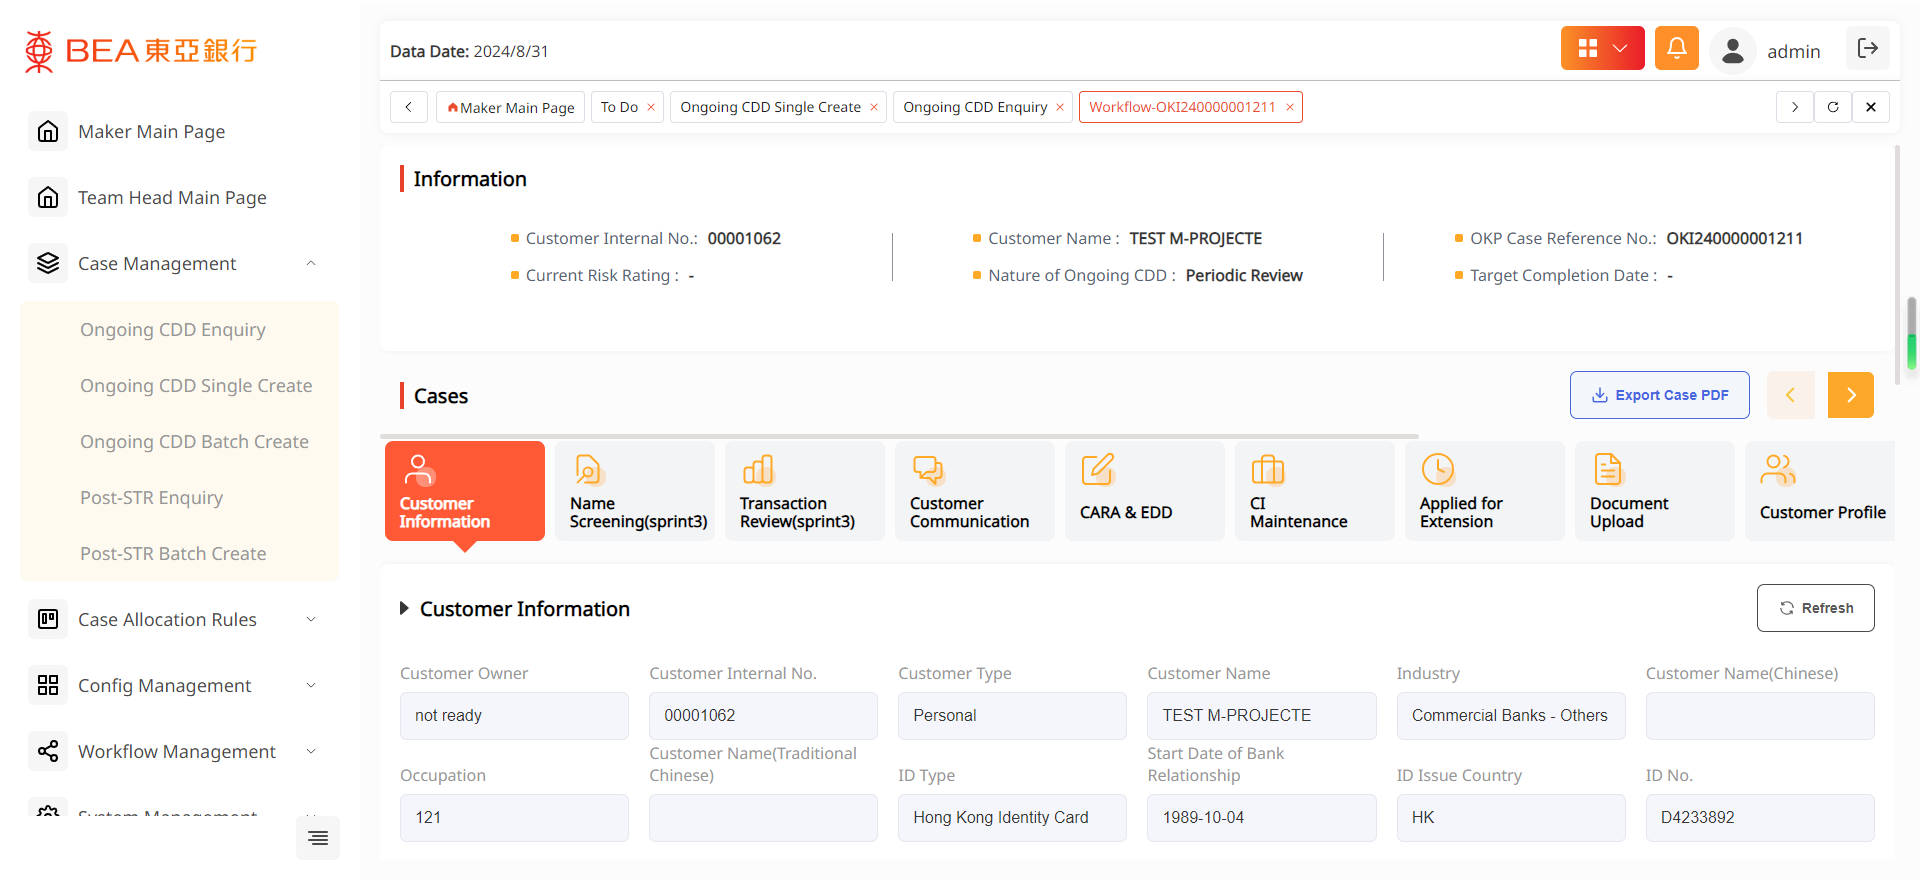 BEA東亞銀行
Maker Main Page
Team Head Main Page
Case Management
Ongoing CDD Enquiry
Ongoing CDD Single Create
Ongoing CDD Batch Create
Post-STR Enquiry
Post-STR Batch Create
Case Allocation Rules
Config Management
Workflow Management
System Management
Data Date: 2024/8/31
admin
Maker Main Page
To Do
Ongoing CDD Single Create
Ongoing CDD Enquiry
Workflow-OKI240000001211
Information
Customer Internal No.: 00001062
Customer Name : TEST M-PROJECTE
OKP Case Reference No.: OKI240000001211
Current Risk Rating : -
Nature of Ongoing CDD : Periodic Review
Target Completion Date : -
Cases
Export Case PDF
Customer
Information
Name
Screening(sprint3)
Transaction
Review(sprint3)
Customer
Communication
CARA & EDD
CI
Maintenance
Applied for
Extension
Document
Upload
Customer Profile
Customer Information
Refresh
Customer Owner
not ready
Customer Internal No.
00001062
Customer Type
Personal
Customer Name
TEST M-PROJECTE
Industry
Commercial Banks - Others
Customer Name(Chinese)
Occupation
121
Customer Name(Traditional
Chinese)
ID Type
Hong Kong Identity Card
Start Date of Bank
Relationship
1989-10-04
ID Issue Country
HK
ID No.
D4233892